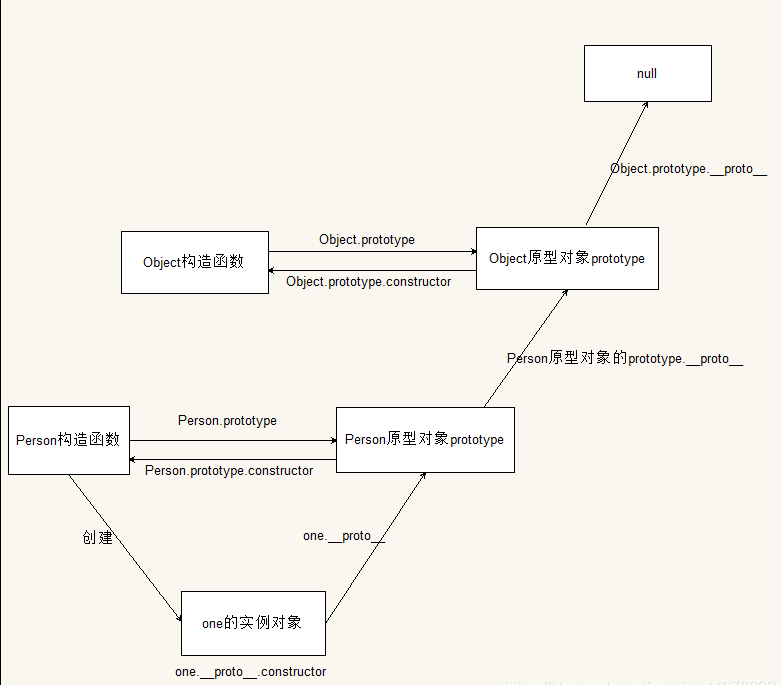 null
Object.prototype.__proto__
Object构造函数
Object.prototype
Object原型对象prototype
Object.prototype.constructor
Person原型对象的prototype.__proto__
Person构造函数
Person.prototype
Person原型对象prototype
Person.prototype.constructor
创建
one.__proto__
one的实例对象
one.__proto__.constructor